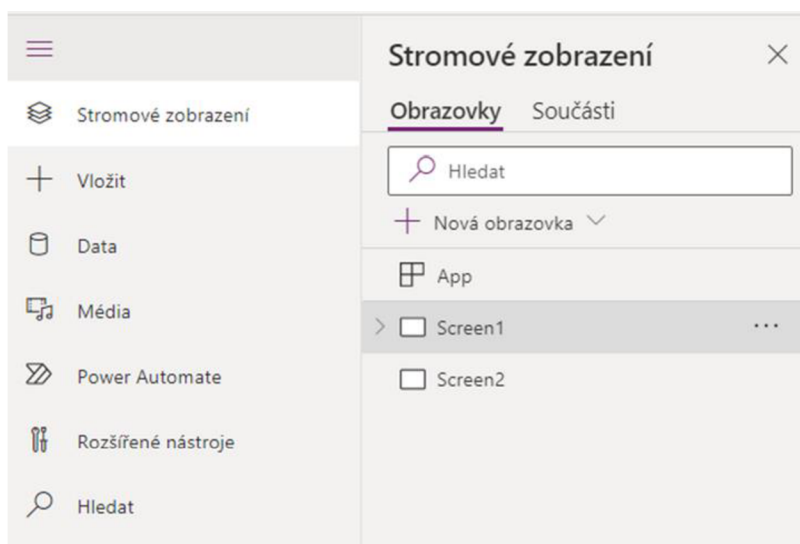 Stromové zobrazení
Vložit
Data
Média
Power Automate
Rozšířené nástroje
Hledat
Stromové zobrazení
Obrazovky Součásti
Hledat
Nová obrazovka
App
Screen1
Screen2